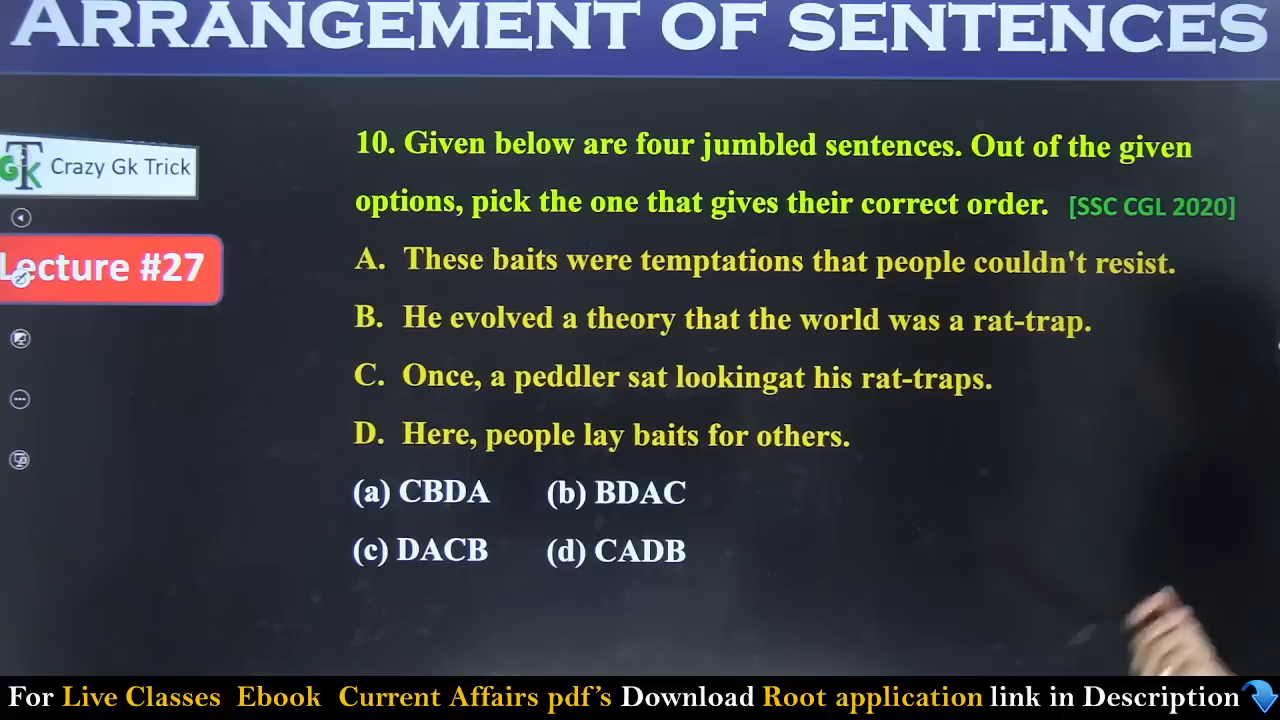 ARRANGEMENT OF SENTENCES
GK Crazy Gk Trick
Lecture #27
10. Given below are four jumbled sentences. Out of the given
options, pick the one that gives their correct order. [SSC CGL 2020]
A. These baits were temptations that people couldn't resist.
B. He evolved a theory that the world was a rat-trap.
C. Once, a peddler sat lookingat his rat-traps.
D. Here, people lay baits for others.
(a) CBDA (b) BDAC
(c) DACB (d) CADB
For Live Classes Ebook Current Affairs pdf's Download Root application link in Description